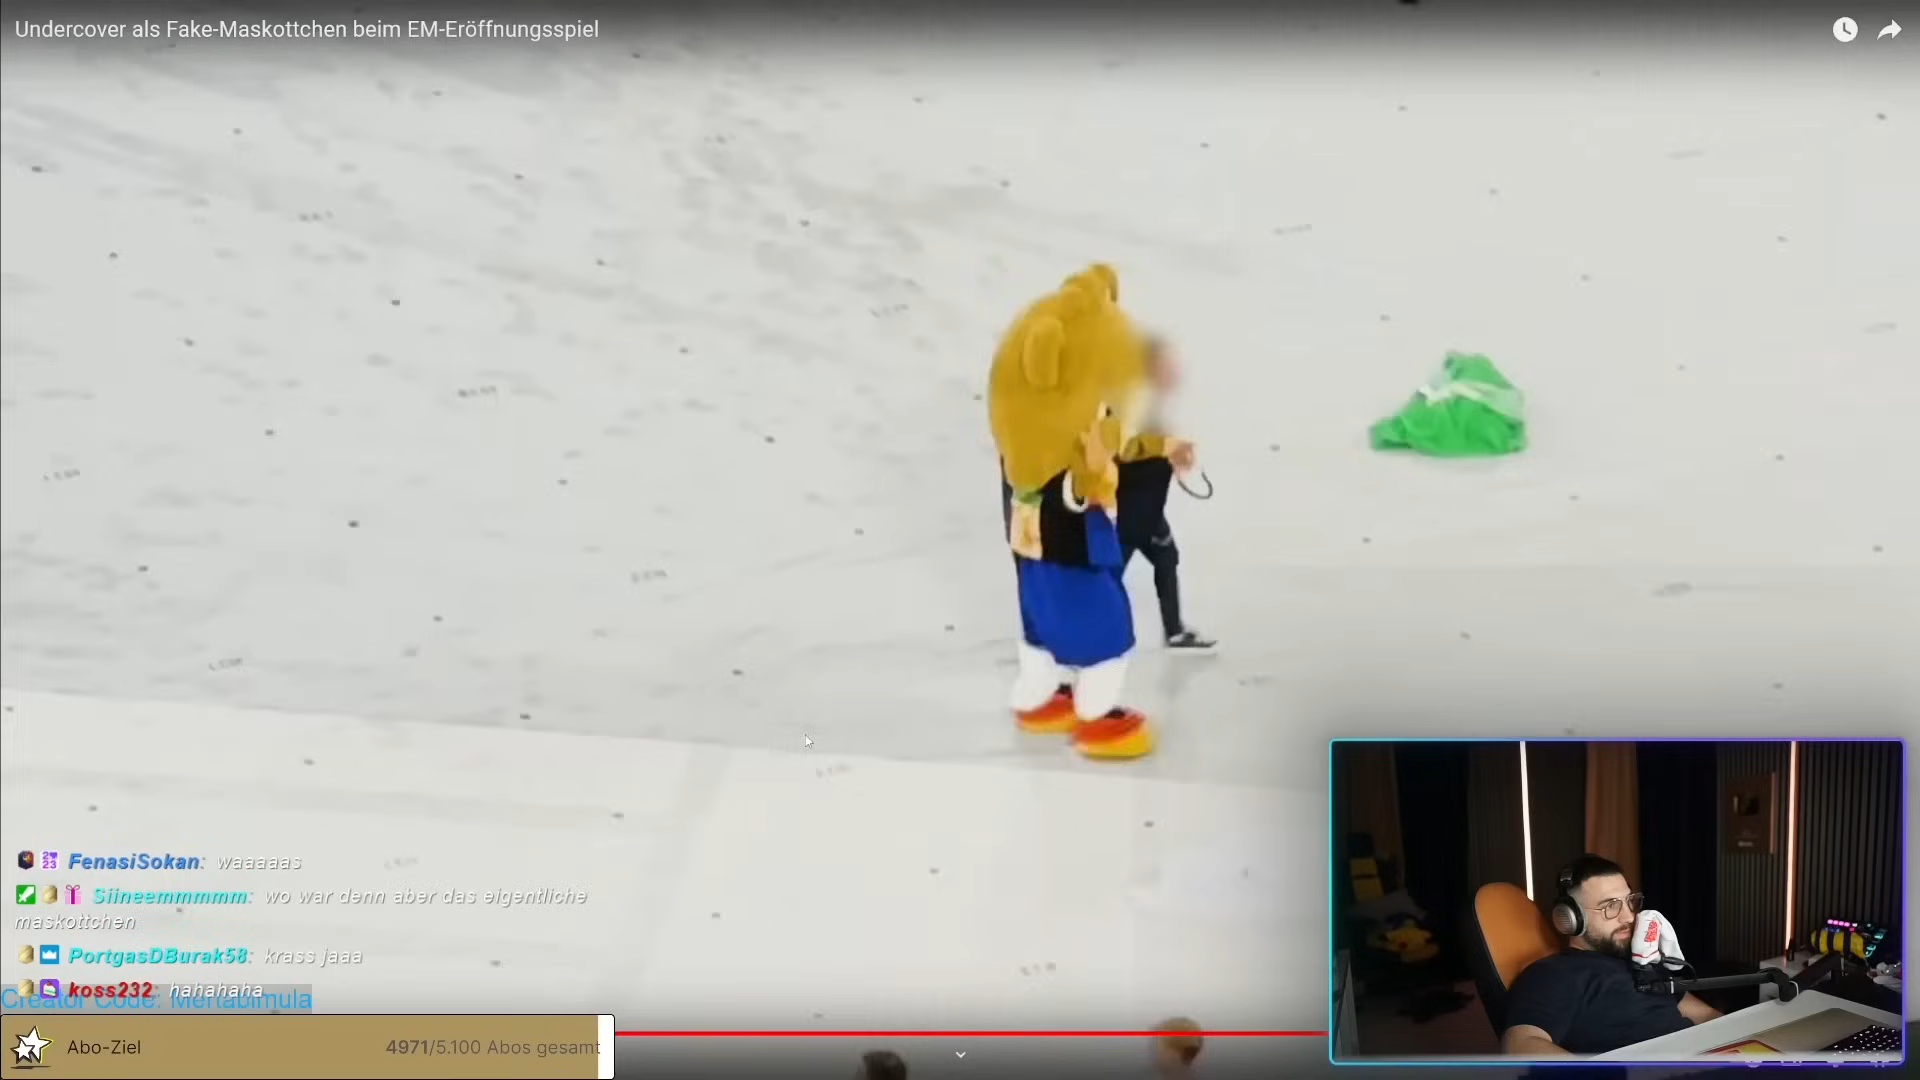 Undercover als Fake-Maskottchen beim EM-Eröffnungsspiel
FenasiSokan: waaaaas
Siineemmmmm: wo war denn aber das eigentliche
maskottchen
PortgasDBurak58: krass jaaa
koss232: hahahaha
Creator Code: Mertabimula
Abo-Ziel
4971/5.100 Abos gesamt